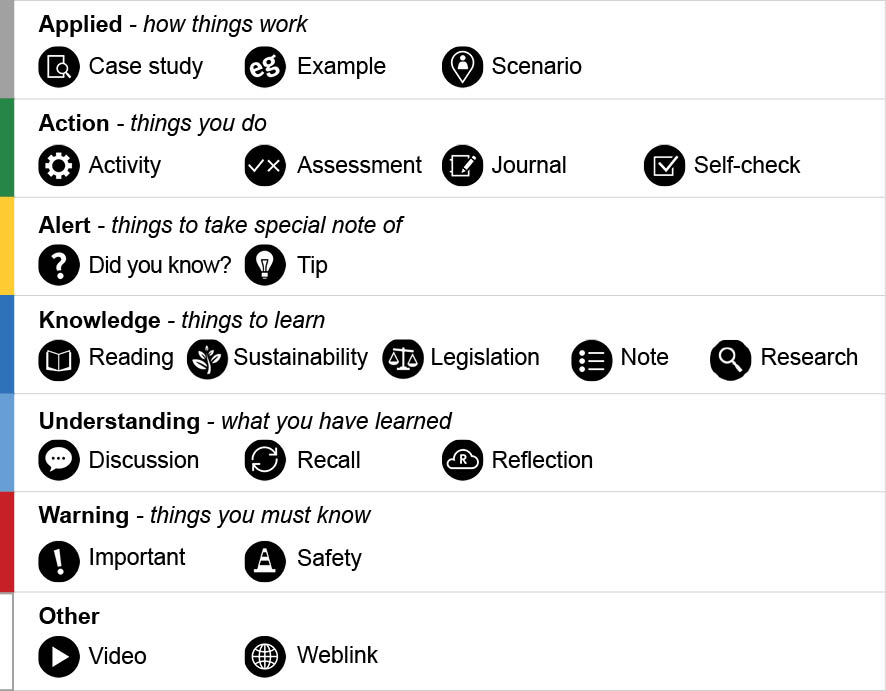 Applied - how things work
eg
Case study Example Scenario
Action - things you do
Activity Assessment Journal Self-check
Alert - things to take special note of
? Did you know? Tip
Knowledge - things to learn
Reading Sustainability Legislation Note Research
Understanding - what you have learned
Discussion Recall R Reflection
Warning - things you must know
! Important Safety
Other
Video Weblink